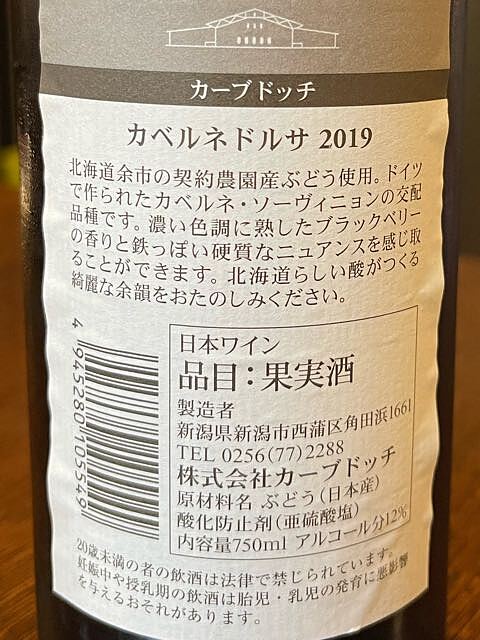 カーブドッチ
カベルネドルサ 2019
北海道余市の契約農園産ぶどう使用。ドイツ
で作られたカベルネ・ソーヴィニョンの交配
品種です。濃い色調に熟したブラックベリー
の香りと鉄っぽい硬質なニュアンスを感じ取
ることができます。北海道らしい酸がつくる
綺麗な余韻をおたのしみください。
4 945280 105549
日本ワイン
品目：果実酒
製造者
新潟県新潟市西蒲区角田浜1661
TEL 0256(77)2288
株式会社カーブドッチ
原材料名 ぶどう(日本産)
酸化防止剤(亜硫酸塩)
内容量750ml アルコール分12%
20歳未満の者の飲酒は法律で禁じられています。
妊娠中や授乳期の飲酒は胎児・乳児の発育に悪影響
を与えるおそれがあります。